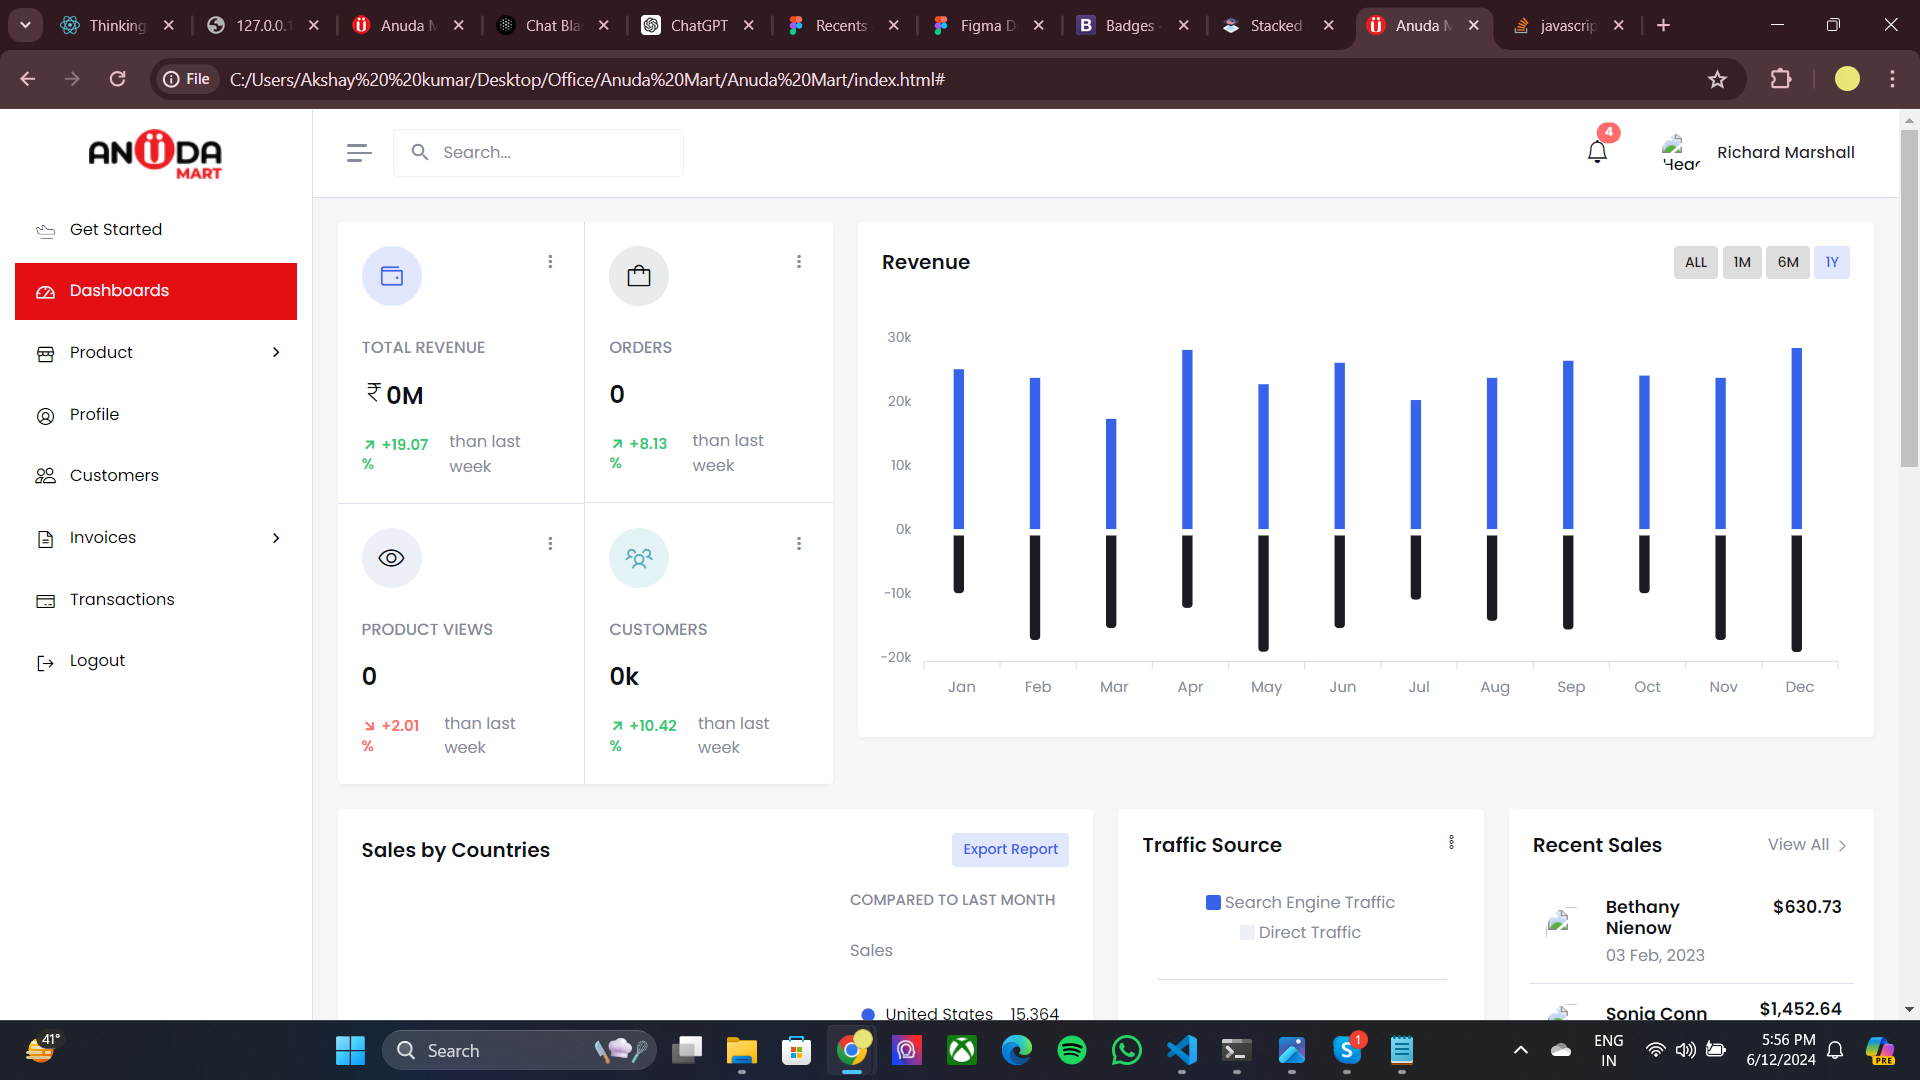 Thinking
127.0.0.1
Anuda M
Chat Bla
ChatGPT
Recents
Figma D
Badges
Stacked
Anuda M
javascrip
File
C:/Users/Akshay%20%20kumar/Desktop/Office/Anuda%20Mart/Anuda%20Mart/index.html#
ANÜDA
MART
Search...
4
Head
Richard Marshall
Get Started
Dashboards
Product
Profile
Customers
Invoices
Transactions
Logout
TOTAL REVENUE
₹ 0M
+19.07
%
than last
week
ORDERS
0
+8.13
%
than last
week
PRODUCT VIEWS
0
+2.01
%
than last
week
CUSTOMERS
0k
+10.42
%
than last
week
Revenue
ALL 1M 6M 1Y
30k
20k
10k
0k
-10k
-20k
Jan Feb Mar Apr May Jun Jul Aug Sep Oct Nov Dec
Sales by Countries
Export Report
COMPARED TO LAST MONTH
Sales
United States 15,364
Traffic Source
Search Engine Traffic
Direct Traffic
Recent Sales
View All
Bethany
Nienow
$630.73
03 Feb, 2023
Sonia Conn
$1,452.64
41°
Search
1
ENG
IN
5:56 PM
6/12/2024
PRE